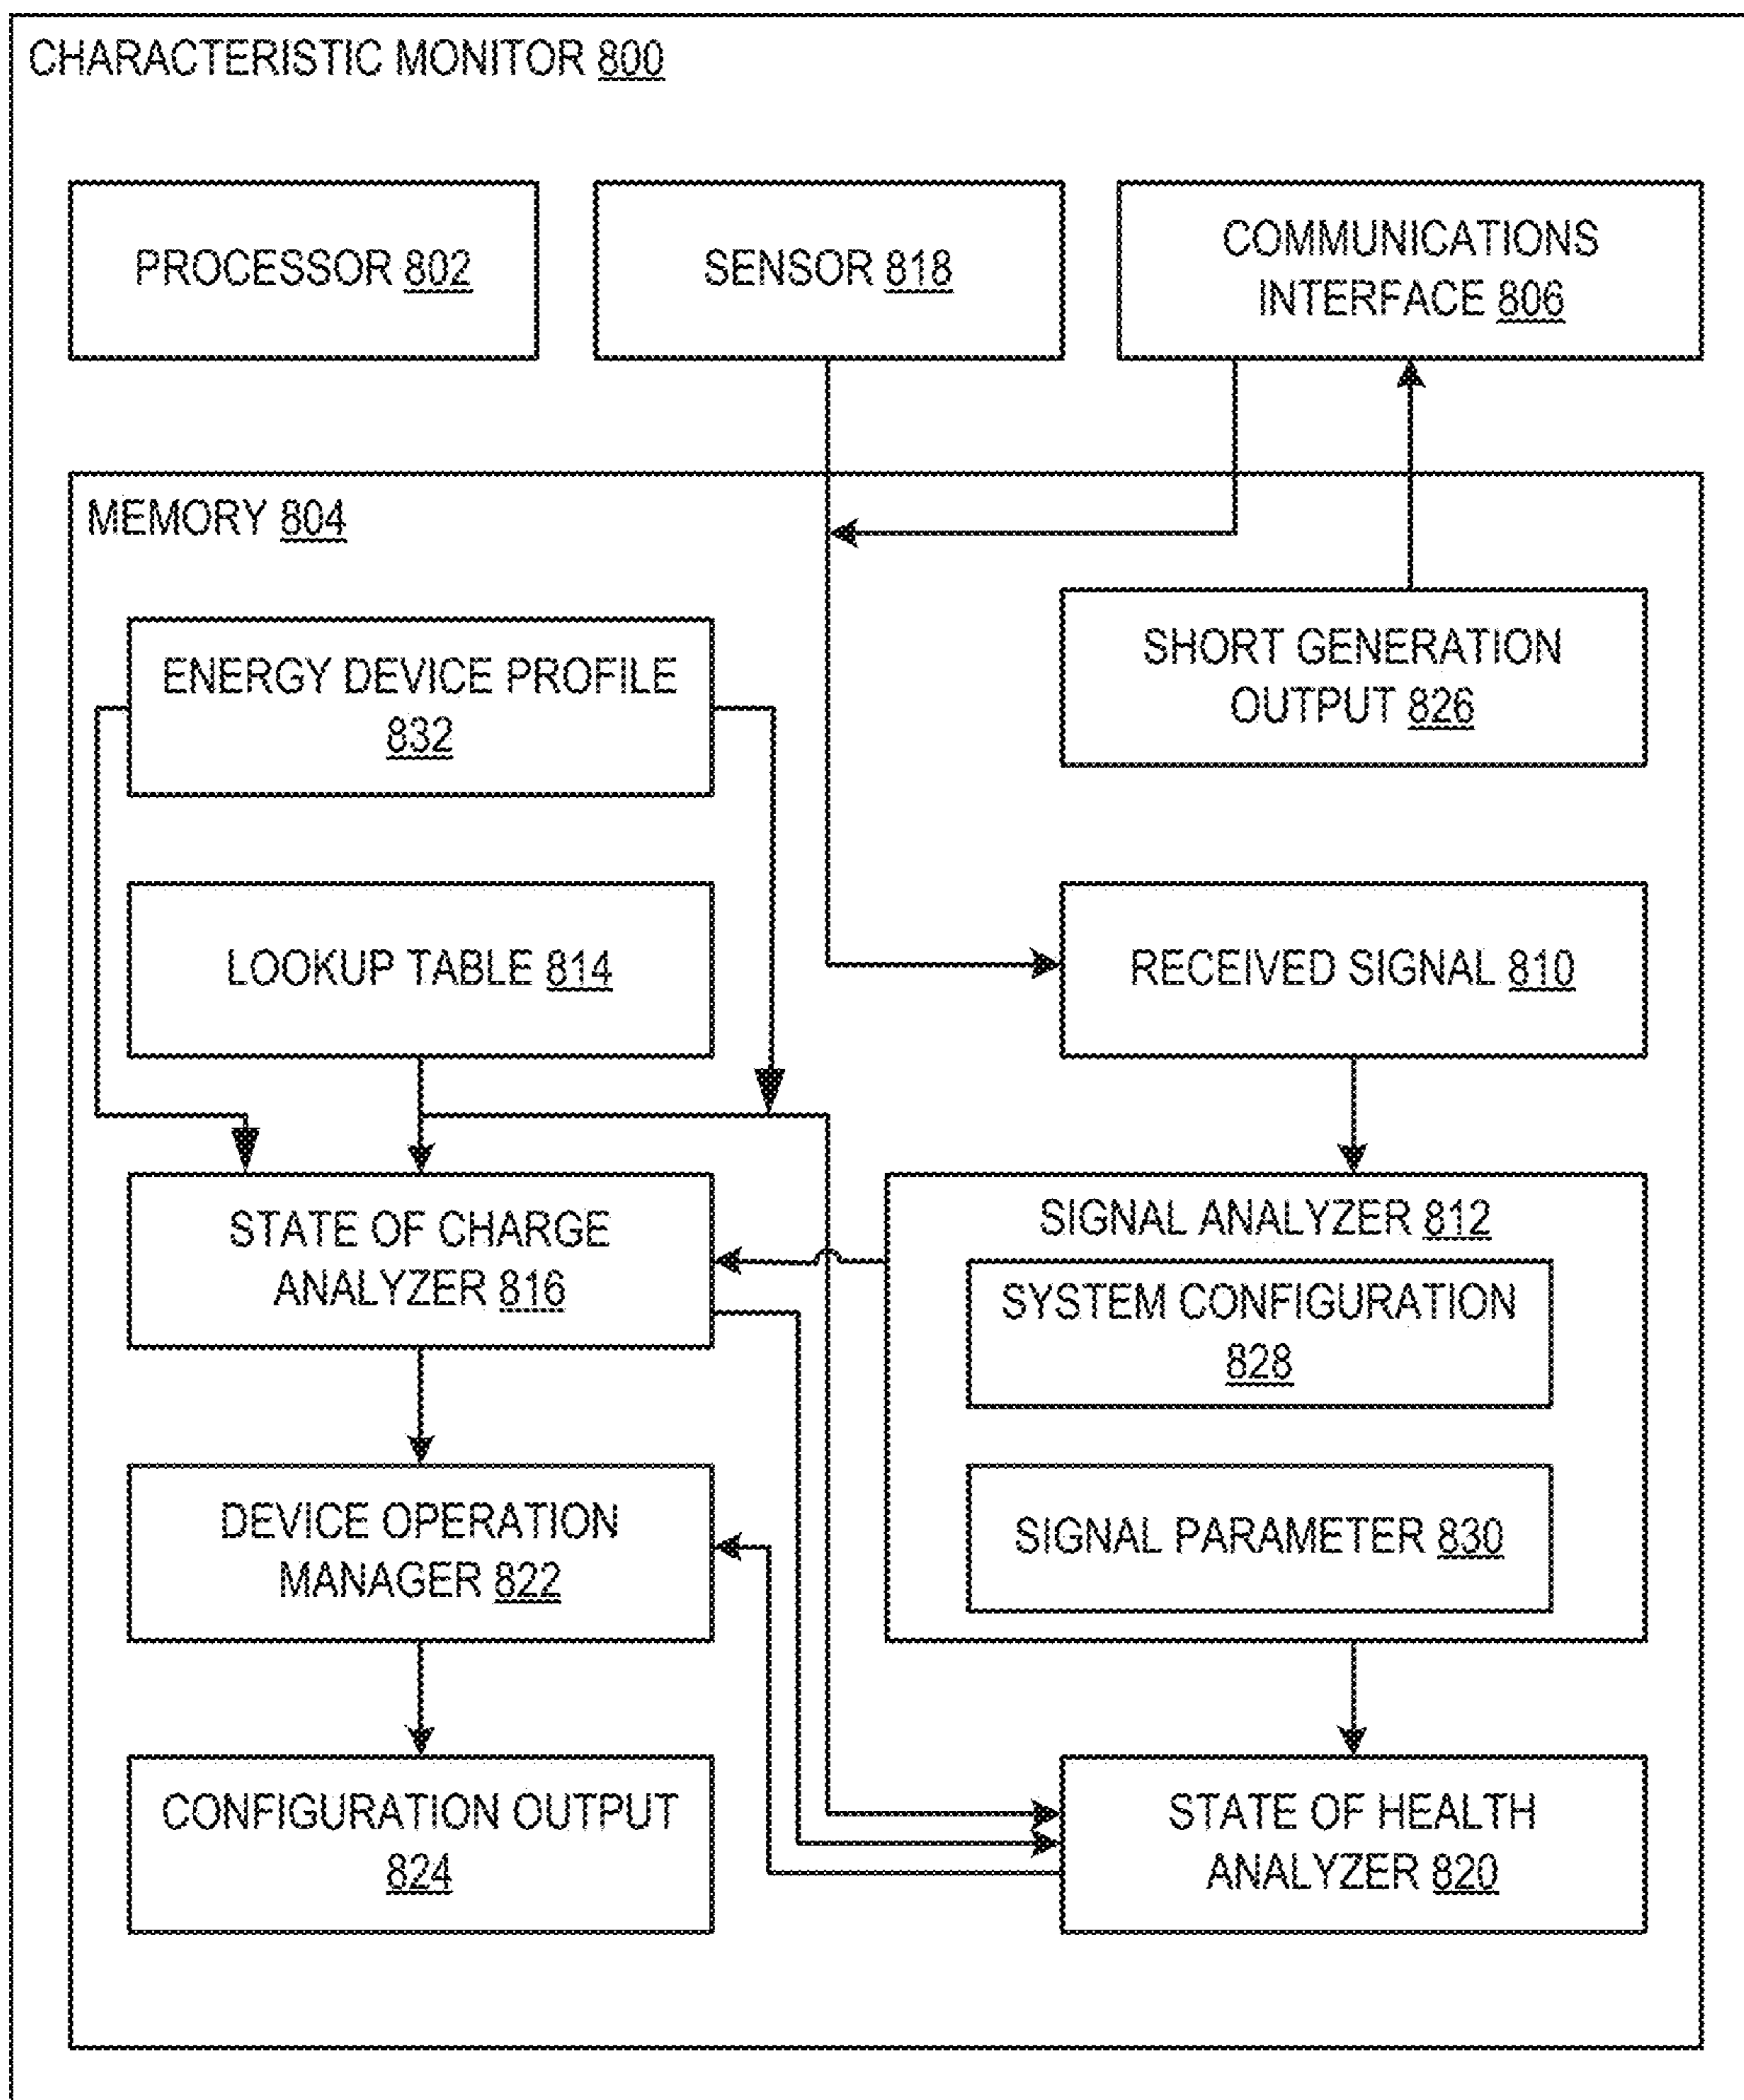 CHARACTERISTIC MONITOR 800
PROCESSOR 802
SENSOR 818
COMMUNICATIONS
INTERFACE 806
MEMORY 804
ENERGY DEVICE PROFILE
832
SHORT GENERATION
OUTPUT 826
LOOKUP TABLE 814
RECEIVED SIGNAL 810
STATE OF CHARGE
ANALYZER 816
SIGNAL ANALYZER 812
SYSTEM CONFIGURATION
828
SIGNAL PARAMETER 830
DEVICE OPERATION
MANAGER 822
CONFIGURATION OUTPUT
824
STATE OF HEALTH
ANALYZER 820